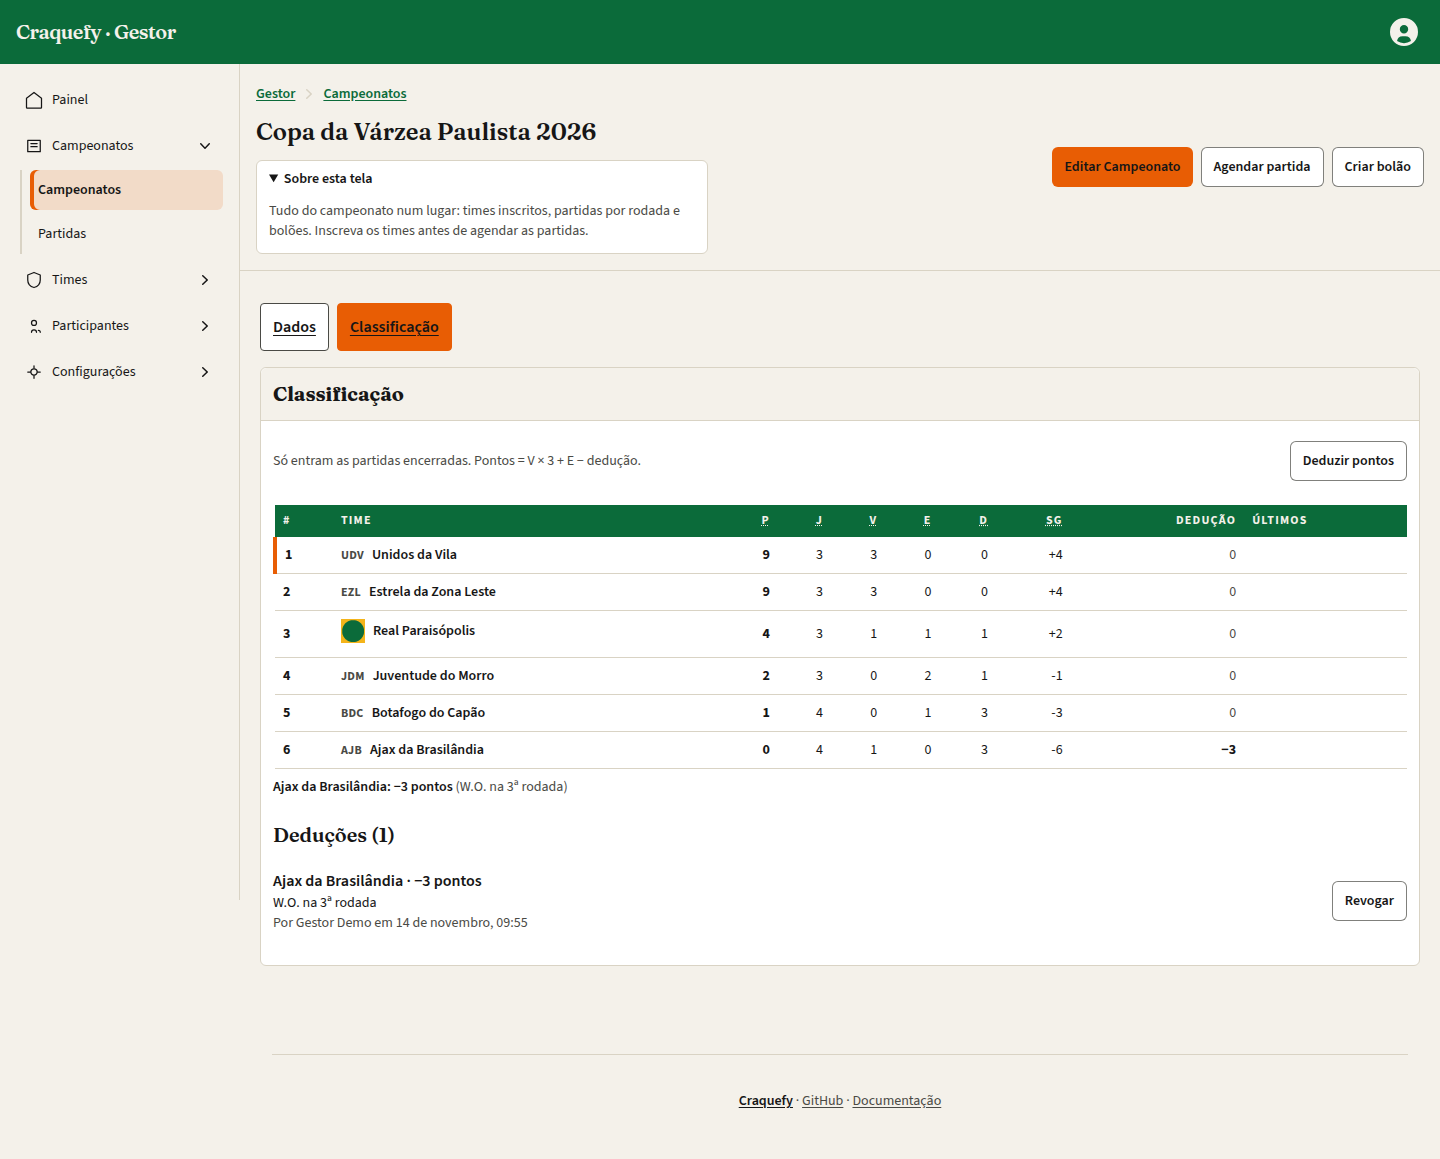 Craquefy · Gestor
Painel
Campeonatos
Campeonatos
Partidas
Times
Participantes
Configurações
Gestor
Campeonatos
Copa da Várzea Paulista 2026
Sobre esta tela
Tudo do campeonato num lugar: times inscritos, partidas por rodada e
bolões. Inscreva os times antes de agendar as partidas.
Editar Campeonato
Agendar partida
Criar bolão
Dados
Classificação
Classificação
Só entram as partidas encerradas. Pontos = V × 3 + E − dedução.
Deduzir pontos
# TIME P J V E D SG DEDUÇÃO ÚLTIMOS
1 UDV Unidos da Vila 9 3 3 0 0 +4 0
2 EZL Estrela da Zona Leste 9 3 3 0 0 +4 0
3 Real Paraisópolis 4 3 1 1 1 +2 0
4 JDM Juventude do Morro 2 3 0 2 1 -1 0
5 BDC Botafogo do Capão 1 4 0 1 3 -3 0
6 AJB Ajax da Brasilândia 0 4 1 0 3 -6 −3
Ajax da Brasilândia: −3 pontos (W.O. na 3ª rodada)
Deduções (1)
Ajax da Brasilândia · −3 pontos
W.O. na 3ª rodada
Por Gestor Demo em 14 de novembro, 09:55
Revogar
Craquefy · GitHub · Documentação